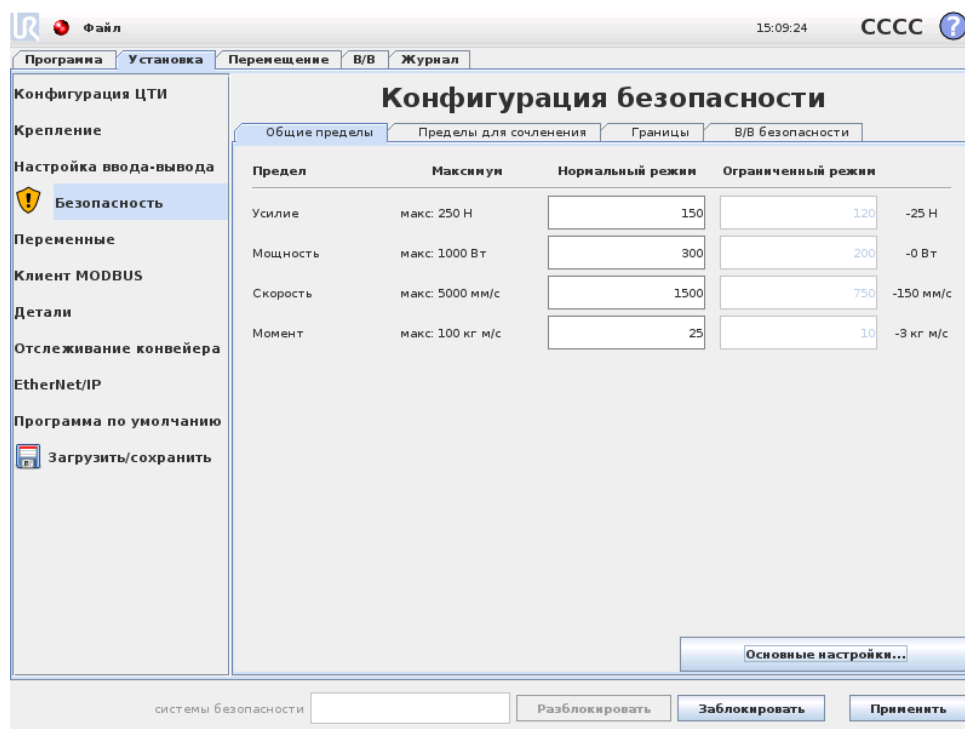 UR Файл 15:09:24 CCCC ?
Программа Установка Перемещение В/В Журнал
Конфигурация ЦТИ
Крепление
Настройка ввода-вывода
Безопасность
Переменные
Клиент MODBUS
Детали
Отслеживание конвейера
EtherNet/IP
Программа по умолчанию
Загрузить/сохранить
Конфигурация безопасности
Общие пределы Пределы для сочленения Границы В/В безопасности
Предел Максимум Нормальный режим Ограниченный режим
Усилие макс: 250 Н 150 120 -25 Н
Мощность макс: 1000 Вт 300 200 -0 Вт
Скорость макс: 5000 мм/с 1500 750 -150 мм/с
Момент макс: 100 кг м/с 25 10 -3 кг м/с
Основные настройки...
системы безопасности Разблокировать Заблокировать Применить